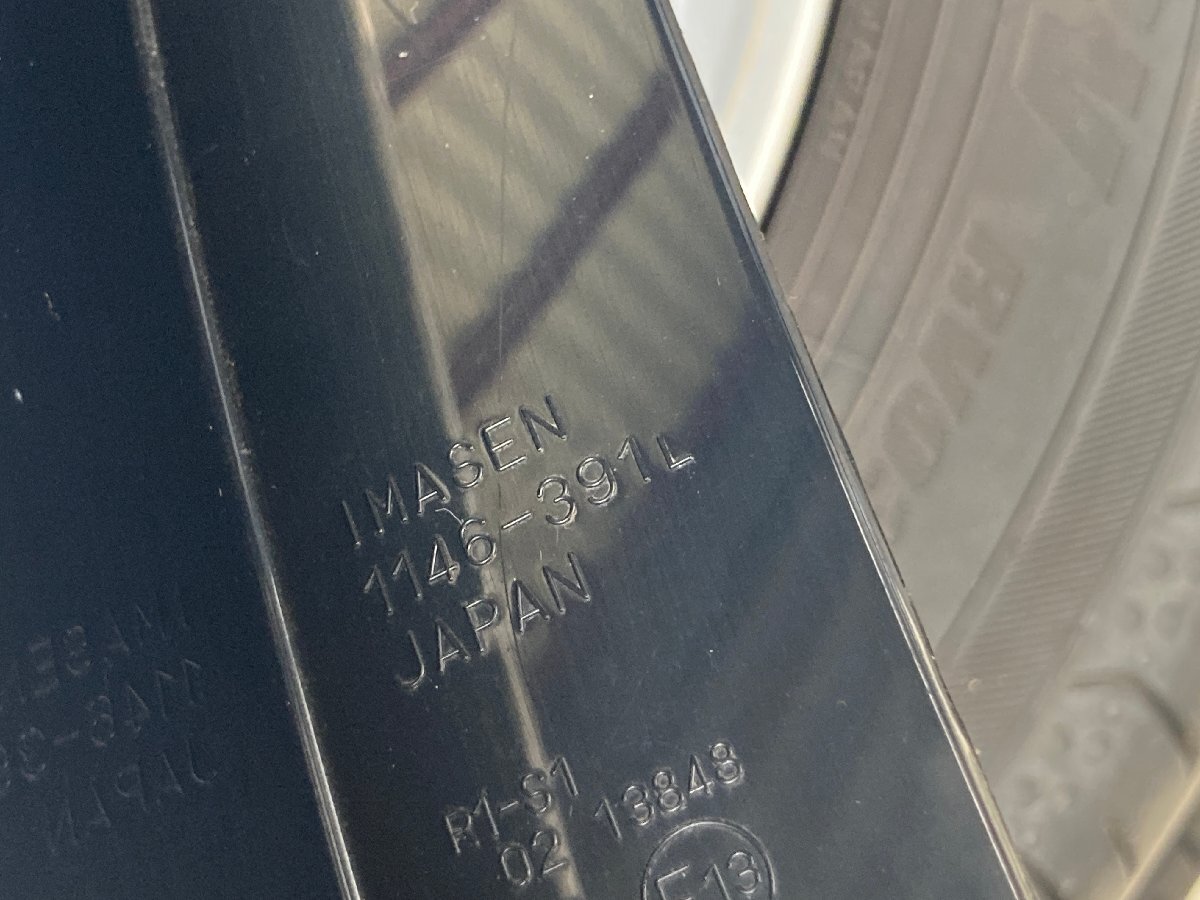 IMASEN
1146-391L
JAPAN
R1-S1
02 13848
E13